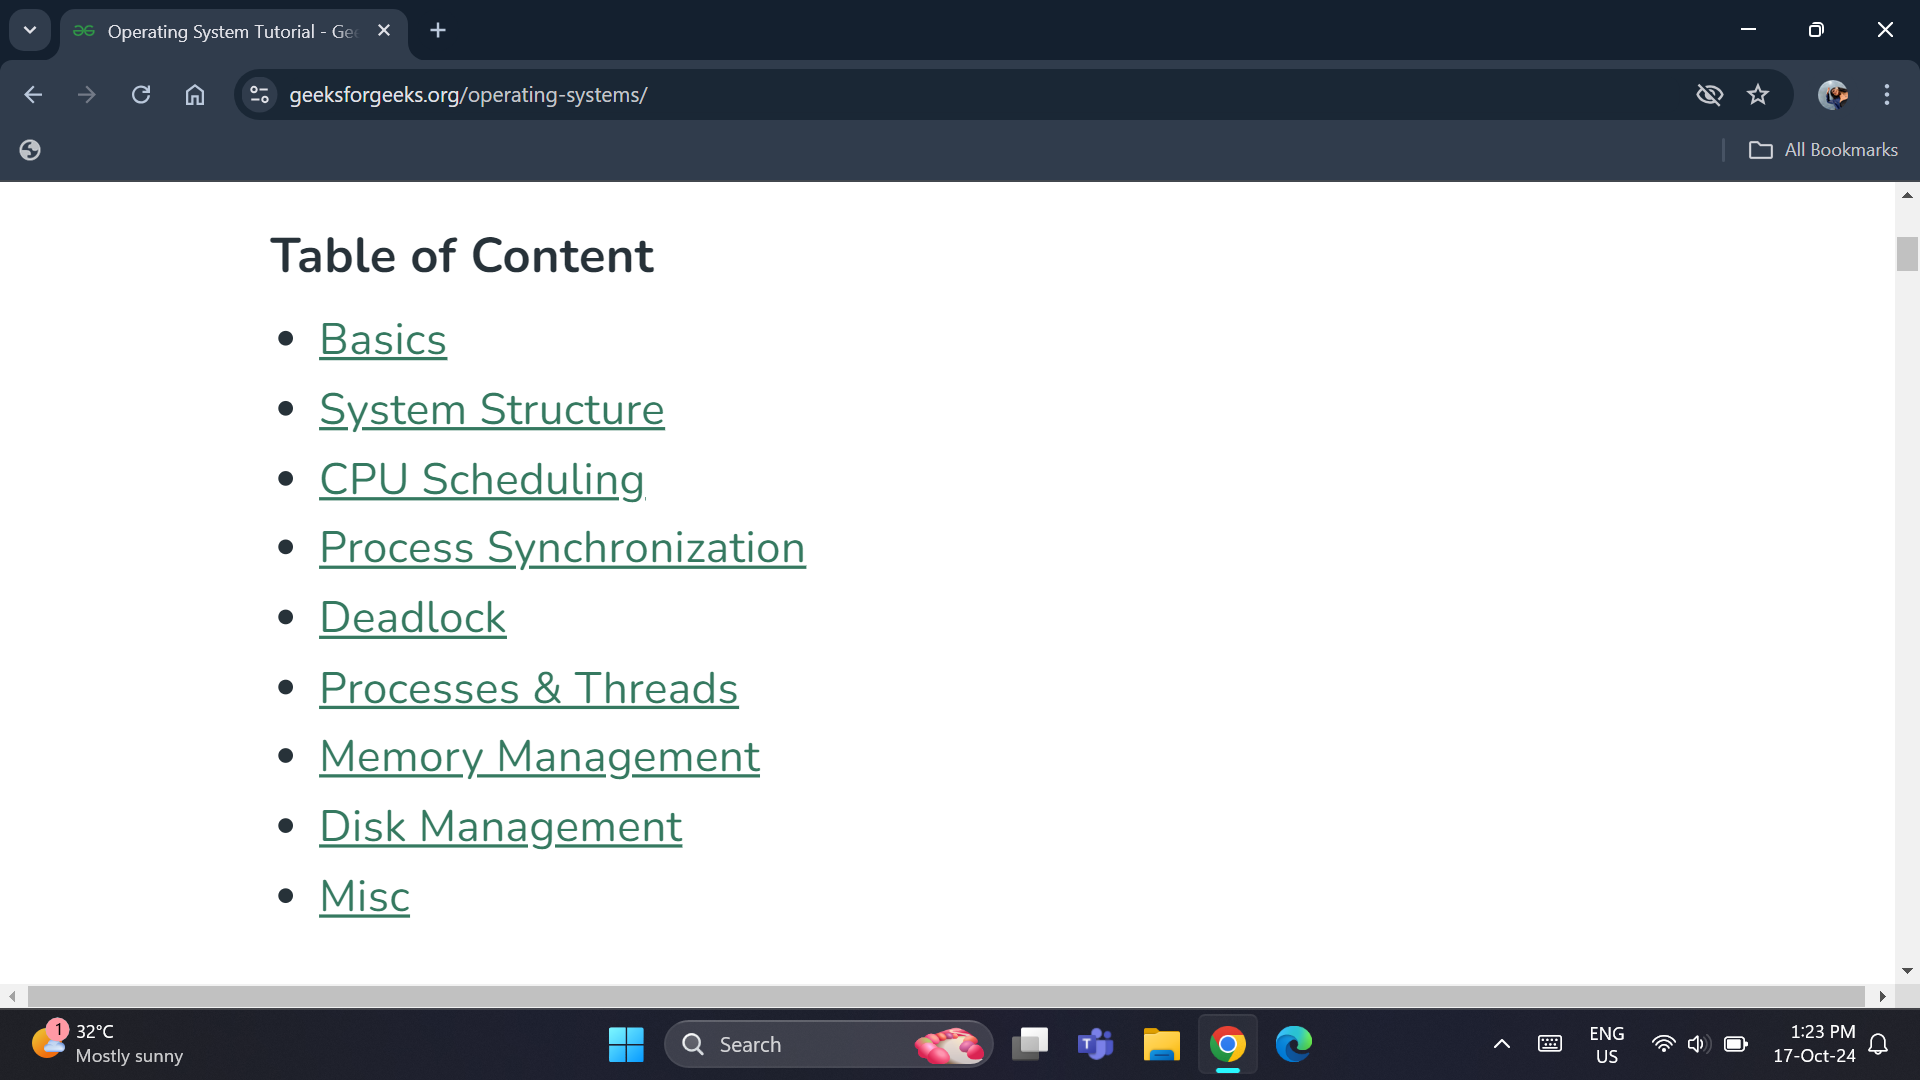 Operating System Tutorial - Gee
geeksforgeeks.org/operating-systems/
All Bookmarks
Table of Content
Basics
System Structure
CPU Scheduling
Process Synchronization
Deadlock
Processes & Threads
Memory Management
Disk Management
Misc
1
32°C
Mostly sunny
Search
T
ENG
US
1:23 PM
17-Oct-24